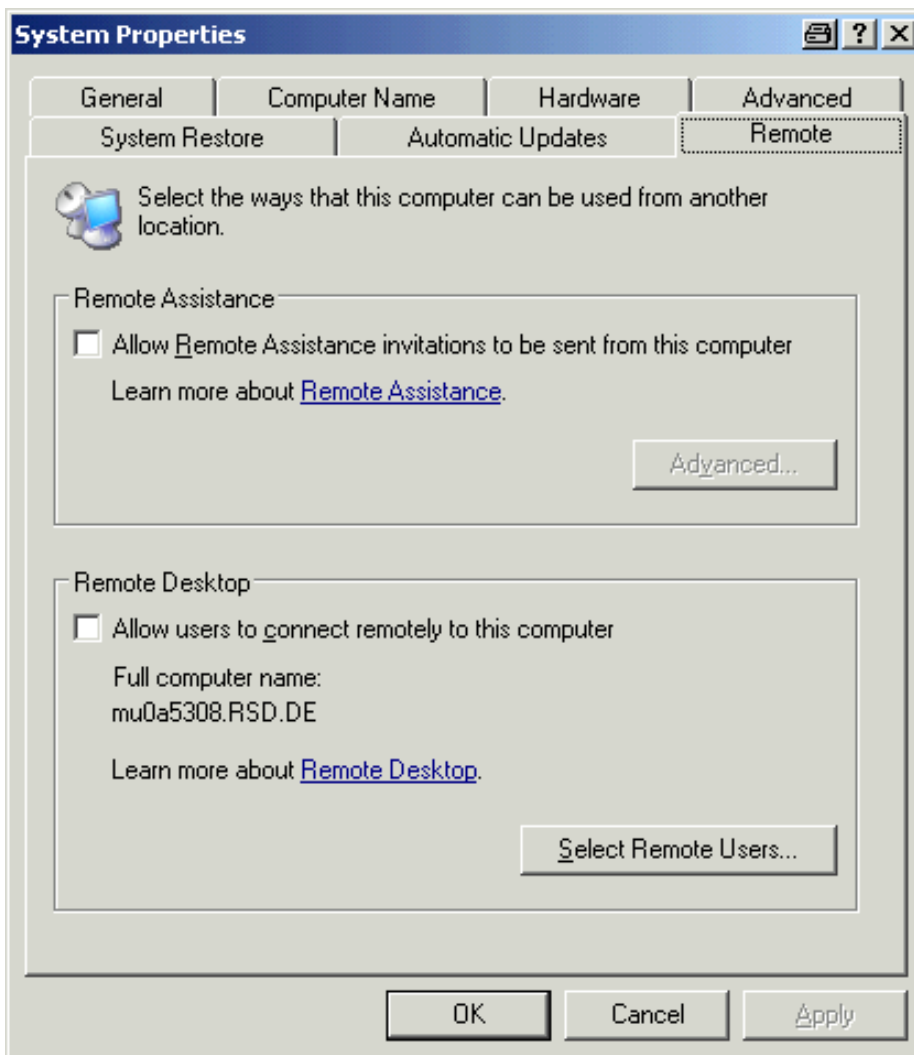 System Properties
General
Computer Name
Hardware
Advanced
System Restore
Automatic Updates
Remote
Select the ways that this computer can be used from another
location.
Remote Assistance
Allow Remote Assistance invitations to be sent from this computer
Learn more about Remote Assistance.
Advanced...
Remote Desktop
Allow users to connect remotely to this computer
Full computer name:
mu0a5308.RSD.DE
Learn more about Remote Desktop.
Select Remote Users...
OK
Cancel
Apply